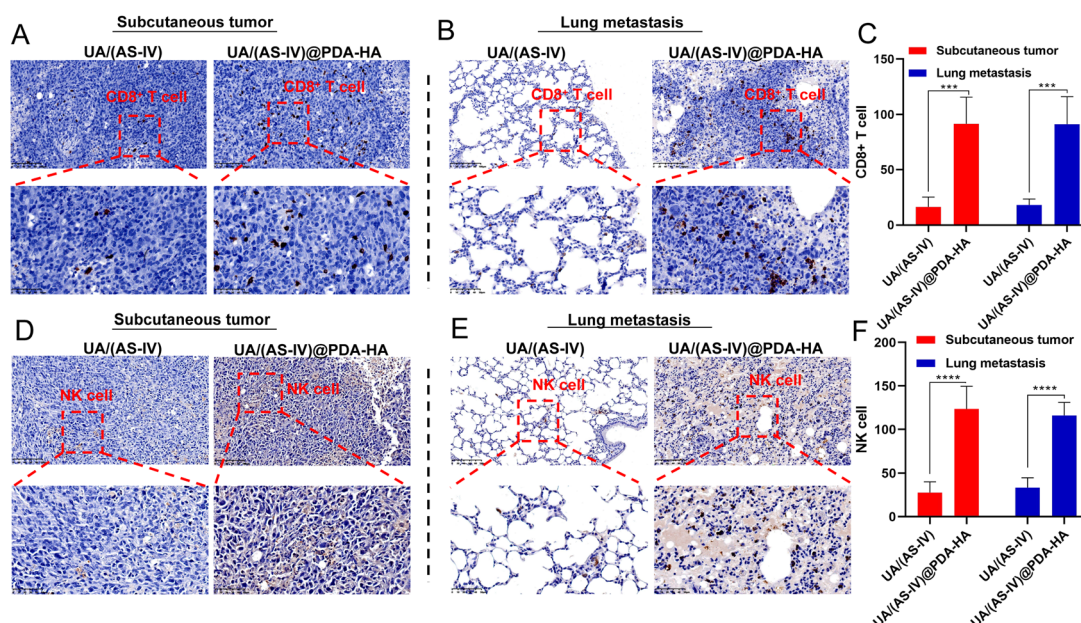 A
Subcutaneous tumor
UA/(AS-IV)
UA/(AS-IV)@PDA-HA
CD8⁺ T cell
CD8⁺ T cell
B
Lung metastasis
UA/(AS-IV)
UA/(AS-IV)@PDA-HA
CD8⁺ T cell
CD8⁺ T cell
C
Subcutaneous tumor
Lung metastasis
150
100
50
0
CD8+ T cell
***
***
UA/(AS-IV)
UA/(AS-IV)@PDA-HA
UA/(AS-IV)
UA/(AS-IV)@PDA-HA
D
Subcutaneous tumor
UA/(AS-IV)
UA/(AS-IV)@PDA-HA
NK cell
NK cell
E
Lung metastasis
UA/(AS-IV)
UA/(AS-IV)@PDA-HA
NK cell
NK cell
F
Subcutaneous tumor
Lung metastasis
200
150
100
50
0
NK cell
****
****
UA/(AS-IV)
UA/(AS-IV)@PDA-HA
UA/(AS-IV)
UA/(AS-IV)@PDA-HA